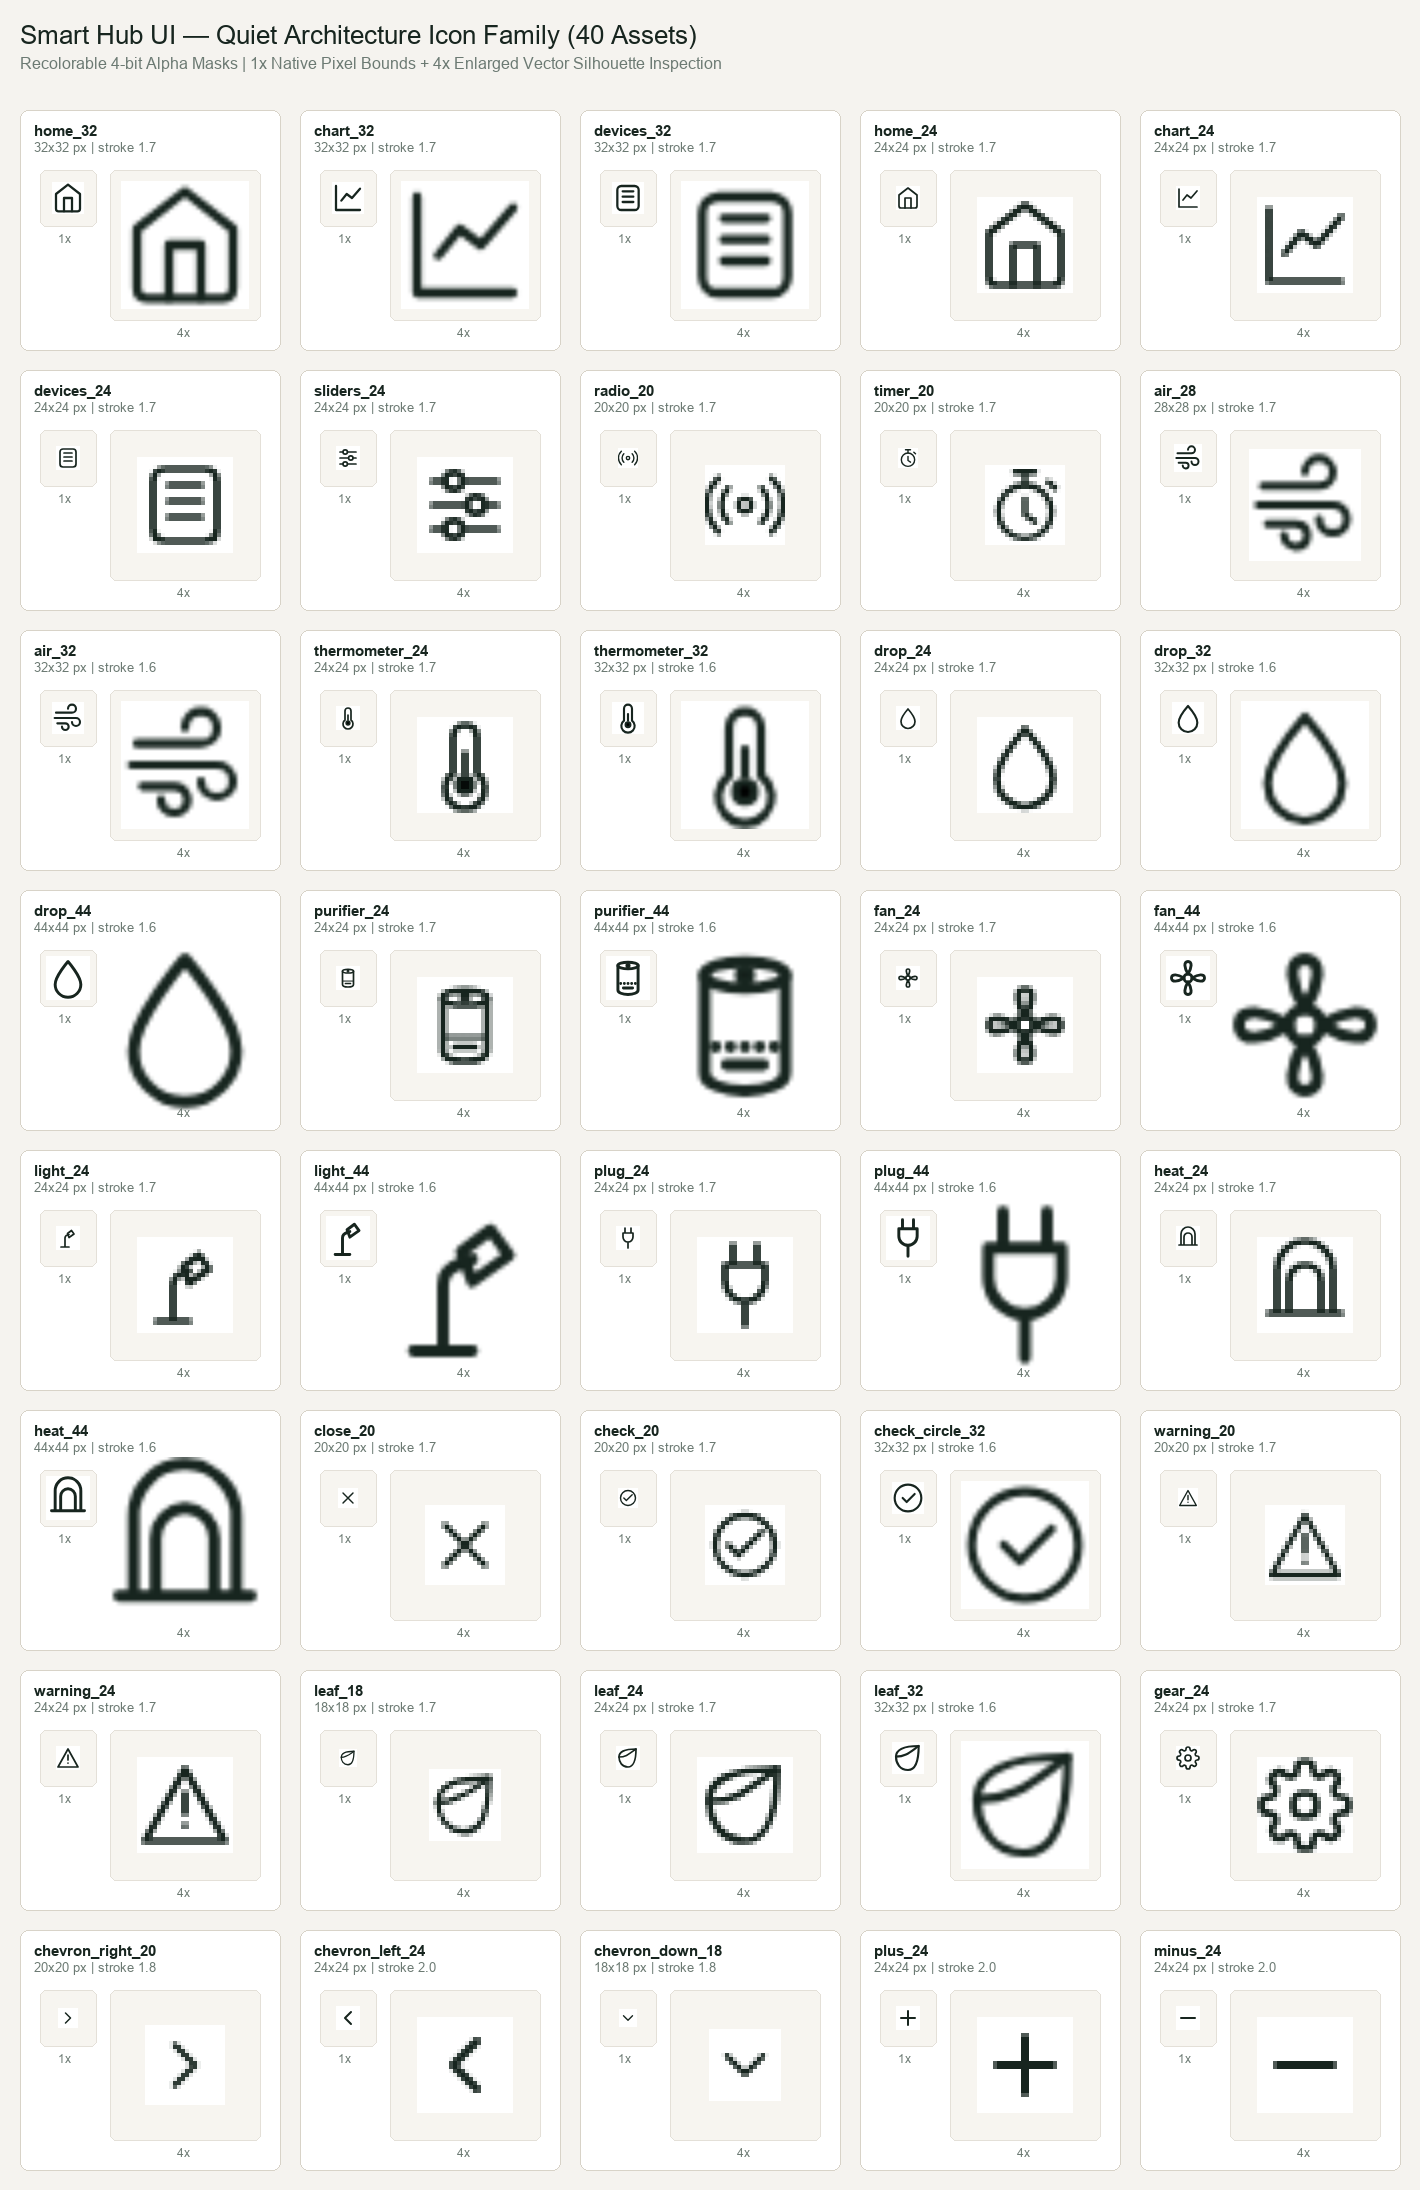 Smart Hub UI — Quiet Architecture Icon Family (40 Assets)
Recolorable 4-bit Alpha Masks | 1x Native Pixel Bounds + 4x Enlarged Vector Silhouette Inspection
home_32
32x32 px | stroke 1.7
1x
4x
chart_32
32x32 px | stroke 1.7
1x
4x
devices_32
32x32 px | stroke 1.7
1x
4x
home_24
24x24 px | stroke 1.7
1x
4x
chart_24
24x24 px | stroke 1.7
1x
4x
devices_24
24x24 px | stroke 1.7
1x
4x
sliders_24
24x24 px | stroke 1.7
1x
4x
radio_20
20x20 px | stroke 1.7
1x
4x
timer_20
20x20 px | stroke 1.7
1x
4x
air_28
28x28 px | stroke 1.7
1x
4x
air_32
32x32 px | stroke 1.6
1x
4x
thermometer_24
24x24 px | stroke 1.7
1x
4x
thermometer_32
32x32 px | stroke 1.6
1x
4x
drop_24
24x24 px | stroke 1.7
1x
4x
drop_32
32x32 px | stroke 1.6
1x
4x
drop_44
44x44 px | stroke 1.6
1x
4x
purifier_24
24x24 px | stroke 1.7
1x
4x
purifier_44
44x44 px | stroke 1.6
1x
4x
fan_24
24x24 px | stroke 1.7
1x
4x
fan_44
44x44 px | stroke 1.6
1x
4x
light_24
24x24 px | stroke 1.7
1x
4x
light_44
44x44 px | stroke 1.6
1x
4x
plug_24
24x24 px | stroke 1.7
1x
4x
plug_44
44x44 px | stroke 1.6
1x
4x
heat_24
24x24 px | stroke 1.7
1x
4x
heat_44
44x44 px | stroke 1.6
1x
4x
close_20
20x20 px | stroke 1.7
1x
4x
check_20
20x20 px | stroke 1.7
1x
4x
check_circle_32
32x32 px | stroke 1.6
1x
4x
warning_20
20x20 px | stroke 1.7
1x
4x
warning_24
24x24 px | stroke 1.7
1x
4x
leaf_18
18x18 px | stroke 1.7
1x
4x
leaf_24
24x24 px | stroke 1.7
1x
4x
leaf_32
32x32 px | stroke 1.6
1x
4x
gear_24
24x24 px | stroke 1.7
1x
4x
chevron_right_20
20x20 px | stroke 1.8
1x
4x
chevron_left_24
24x24 px | stroke 2.0
1x
4x
chevron_down_18
18x18 px | stroke 1.8
1x
4x
plus_24
24x24 px | stroke 2.0
1x
4x
minus_24
24x24 px | stroke 2.0
1x
4x